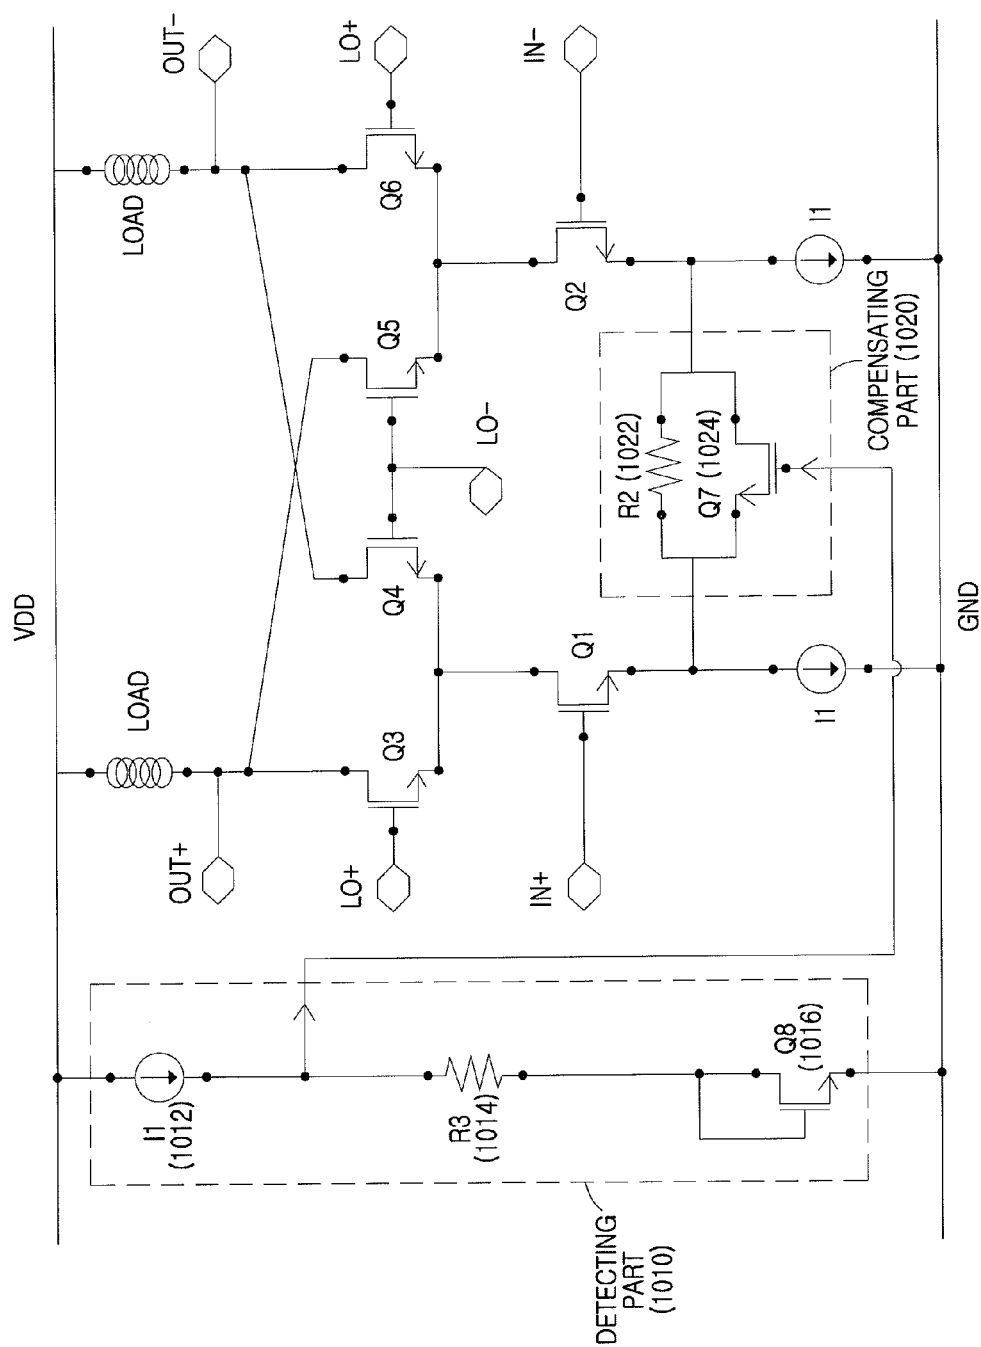 VDD
LOAD
LOAD
OUT+
OUT-
LO+
Q3
Q4
Q5
Q6
LO+
LO-
IN+
Q1
Q2
IN-
R2 (1022)
Q7 (1024)
COMPENSATING
PART (1020)
I1
I1
GND
I1
(1012)
R3
(1014)
Q8
(1016)
DETECTING
PART
(1010)